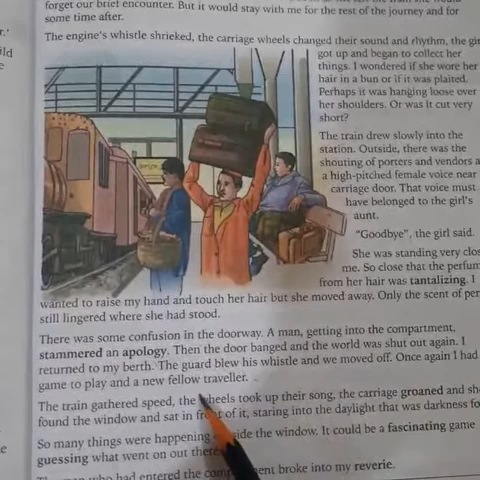 forget our brief encounter. But it would stay with me for the rest of the journey and for
some time after.
The engine's whistle shrieked, the carriage wheels changed their sound and rhythm, the
got up and began to collect her
things. I wondered if she wore her
hair in a bun or if it was plaited.
Perhaps it was hanging loose over
her shoulders. Or was it cut very
short?
The train drew slowly into the
station. Outside, there was the
shouting of porters and vendors
a high-pitched female voice near
carriage door. That voice must
have belonged to the girl's
aunt.
"Goodbye", the girl said.
She was standing very
me. So close that the
from her hair was tantalizing. I
wanted to raise my hand and touch her hair but she moved away. Only the scent of
still lingered where she had stood.
There was some confusion in the doorway. A man, getting into the compartment,
stammered an apology. Then the door banged and the world was shut out again. I
returned to my berth. The guard blew his whistle and we moved off. Once again I had
game to play and a new fellow traveller.
The train gathered speed, the wheels took up their song, the carriage groaned and
found the window and sat in front of it, staring into the daylight that was darkness
So many things were happening the window. It could be a fascinating game
guessing what went on out
who had entered the broke into my reverie.